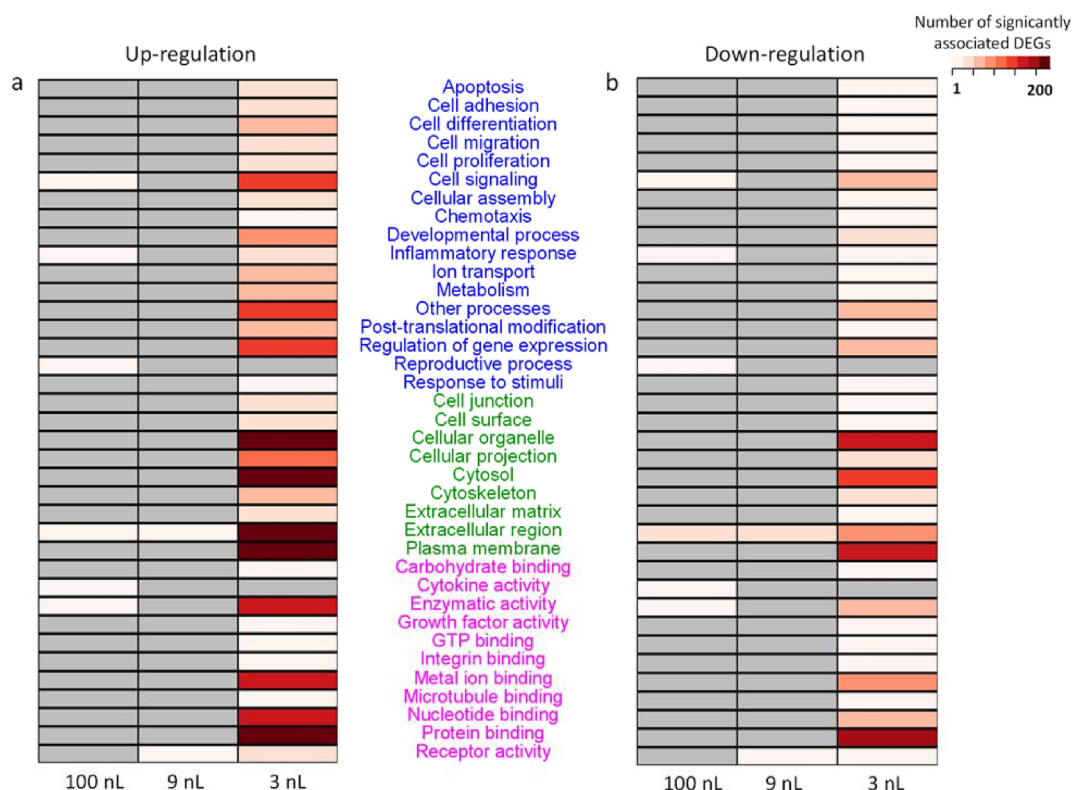 Number of signicantly
associated DEGs
1 200
Up-regulation
Down-regulation
a
b
Apoptosis
Cell adhesion
Cell differentiation
Cell migration
Cell proliferation
Cell signaling
Cellular assembly
Chemotaxis
Developmental process
Inflammatory response
Ion transport
Metabolism
Other processes
Post-translational modification
Regulation of gene expression
Reproductive process
Response to stimuli
Cell junction
Cell surface
Cellular organelle
Cellular projection
Cytosol
Cytoskeleton
Extracellular matrix
Extracellular region
Plasma membrane
Carbohydrate binding
Cytokine activity
Enzymatic activity
Growth factor activity
GTP binding
Integrin binding
Metal ion binding
Microtubule binding
Nucleotide binding
Protein binding
Receptor activity
100 nL 9 nL 3 nL
100 nL 9 nL 3 nL